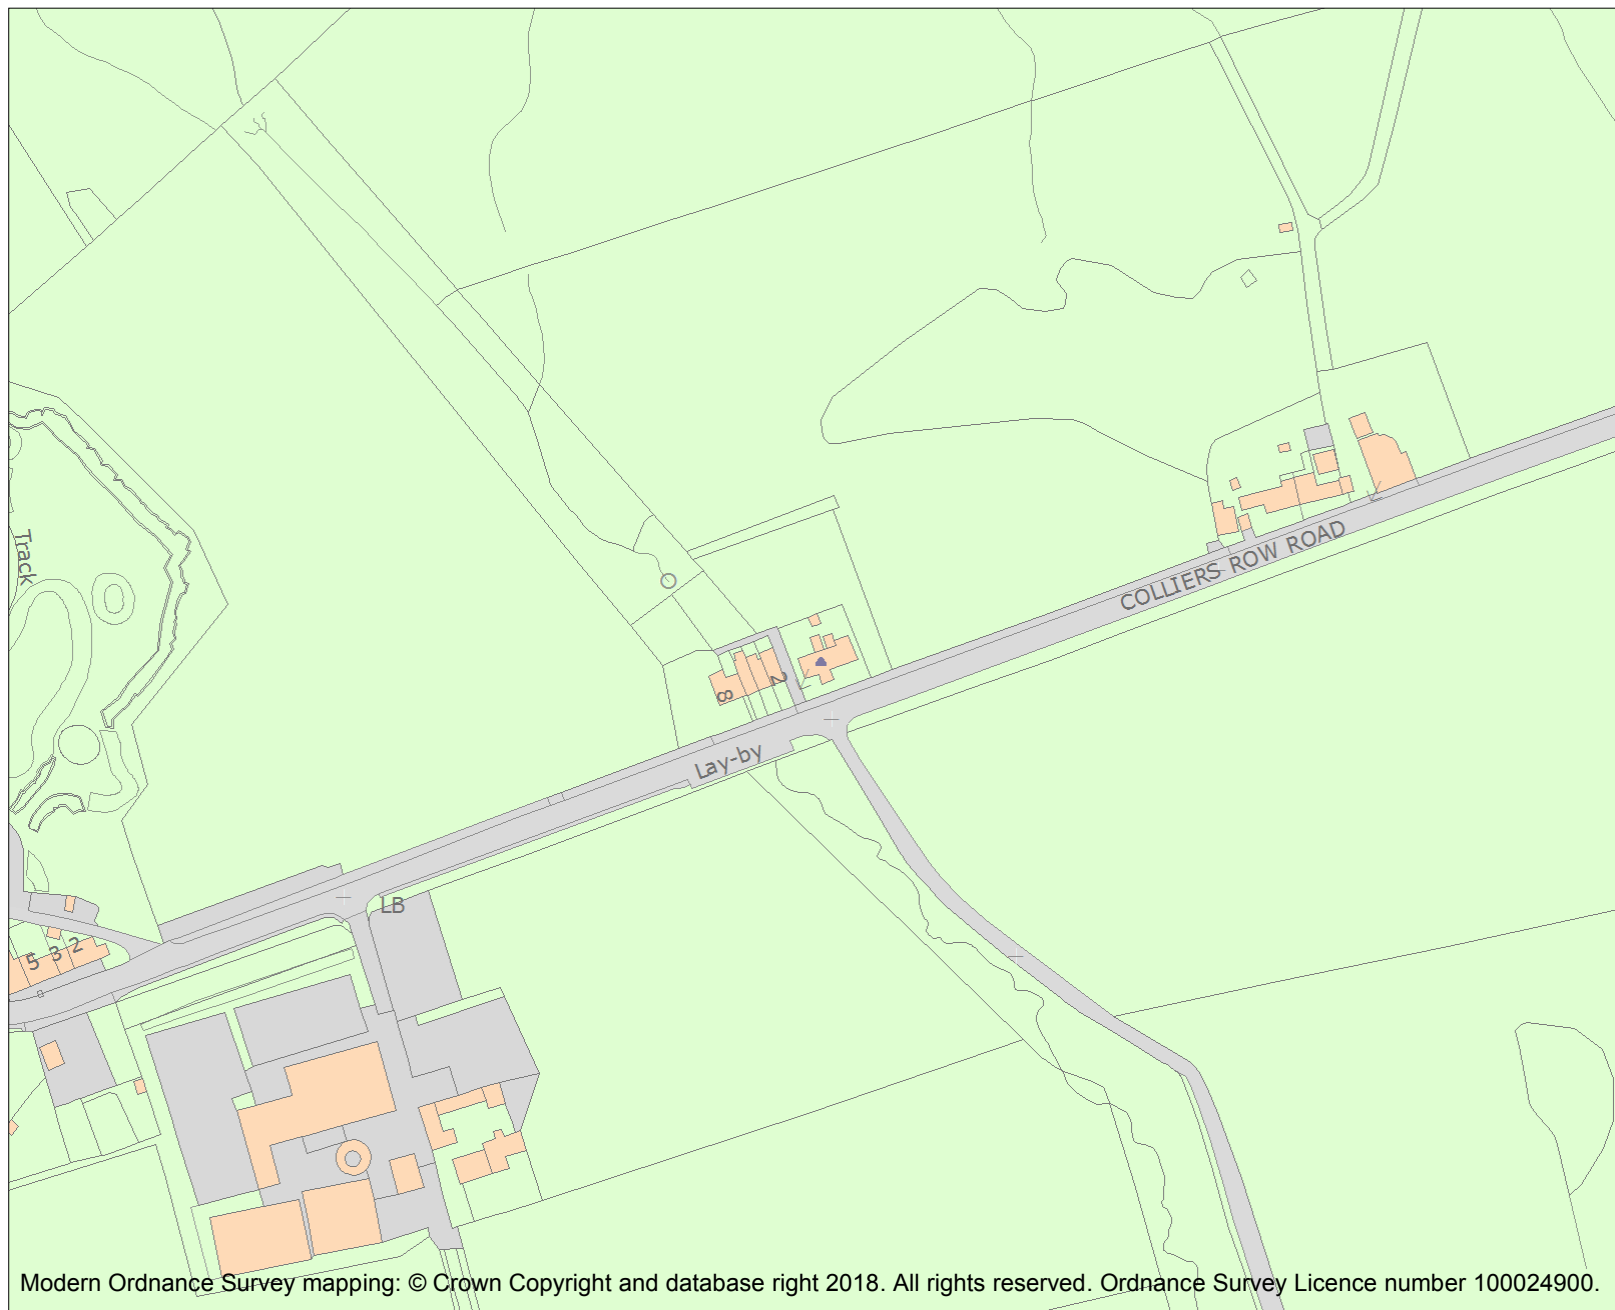 Track
COLLIERS ROW ROAD
8
2
Lay-by
LB
5 3 2
Modern Ordnance Survey mapping: © Crown Copyright and database right 2018. All rights reserved. Ordnance Survey Licence number 100024900.